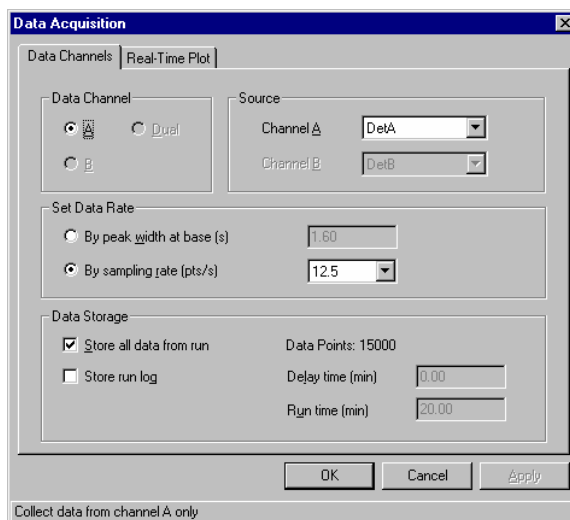 Data Acquisition
Data Channels
Real-Time Plot
Data Channel
A
Dual
B
Source
Channel A
DetA
Channel B
DetB
Set Data Rate
By peak width at base (s)
1.60
By sampling rate (pts/s)
12.5
Data Storage
Store all data from run
Data Points: 15000
Store run log
Delay time (min)
0.00
Run time (min)
20.00
OK
Cancel
Apply
Collect data from channel A only